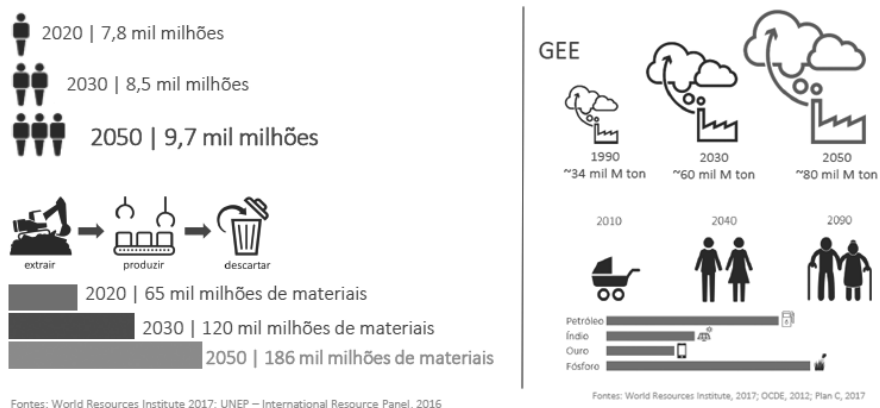 2020 | 7,8 mil milhões
2030 | 8,5 mil milhões
2050 | 9,7 mil milhões
extrair
produzir
descartar
2020 | 65 mil milhões de materiais
2030 | 120 mil milhões de materiais
2050 | 186 mil milhões de materiais
Fontes: World Resources Institute 2017; UNEP – International Resource Panel, 2016
GEE
1990
~34 mil M ton
2030
~60 mil M ton
2050
~80 mil M ton
2010
2040
2090
Petróleo
Índio
Ouro
Fósforo
Fontes: World Resources Institute, 2017; OCDE, 2012; Plan C, 2017